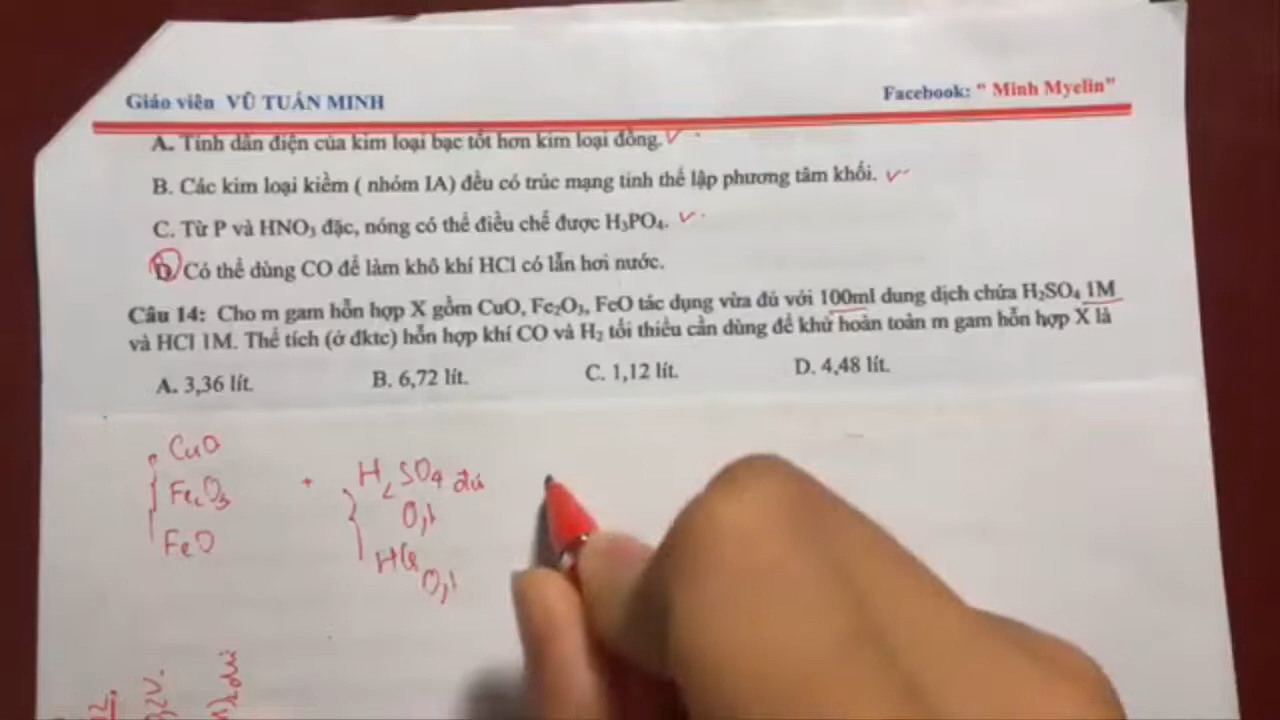 Giáo viên VŨ TUẤN MINH
Facebook: " Minh Myelin"
A. Tính dẫn điện của kim loại bạc tốt hơn kim loại đồng.
B. Các kim loại kiềm ( nhóm IA) đều có trúc mạng tinh thể lập phương tâm khối.
C. Từ P và HNO₃ đặc, nóng có thể điều chế được H₃PO₄.
D. Có thể dùng CO để làm khô khí HCl có lẫn hơi nước.
Câu 14: Cho m gam hỗn hợp X gồm CuO, Fe₂O₃, FeO tác dụng vừa đủ với 100ml dung dịch chứa H₂SO₄ 1M
và HCl 1M. Thể tích (ở đktc) hỗn hợp khí CO và H₂ tối thiểu cần dùng để khử hoàn toàn m gam hỗn hợp X là
A. 3,36 lít. B. 6,72 lít. C. 1,12 lít. D. 4,48 lít.
CuO
Fe₂O₃ + H₂SO₄ đủ
0,1
FeO HCl
0,1